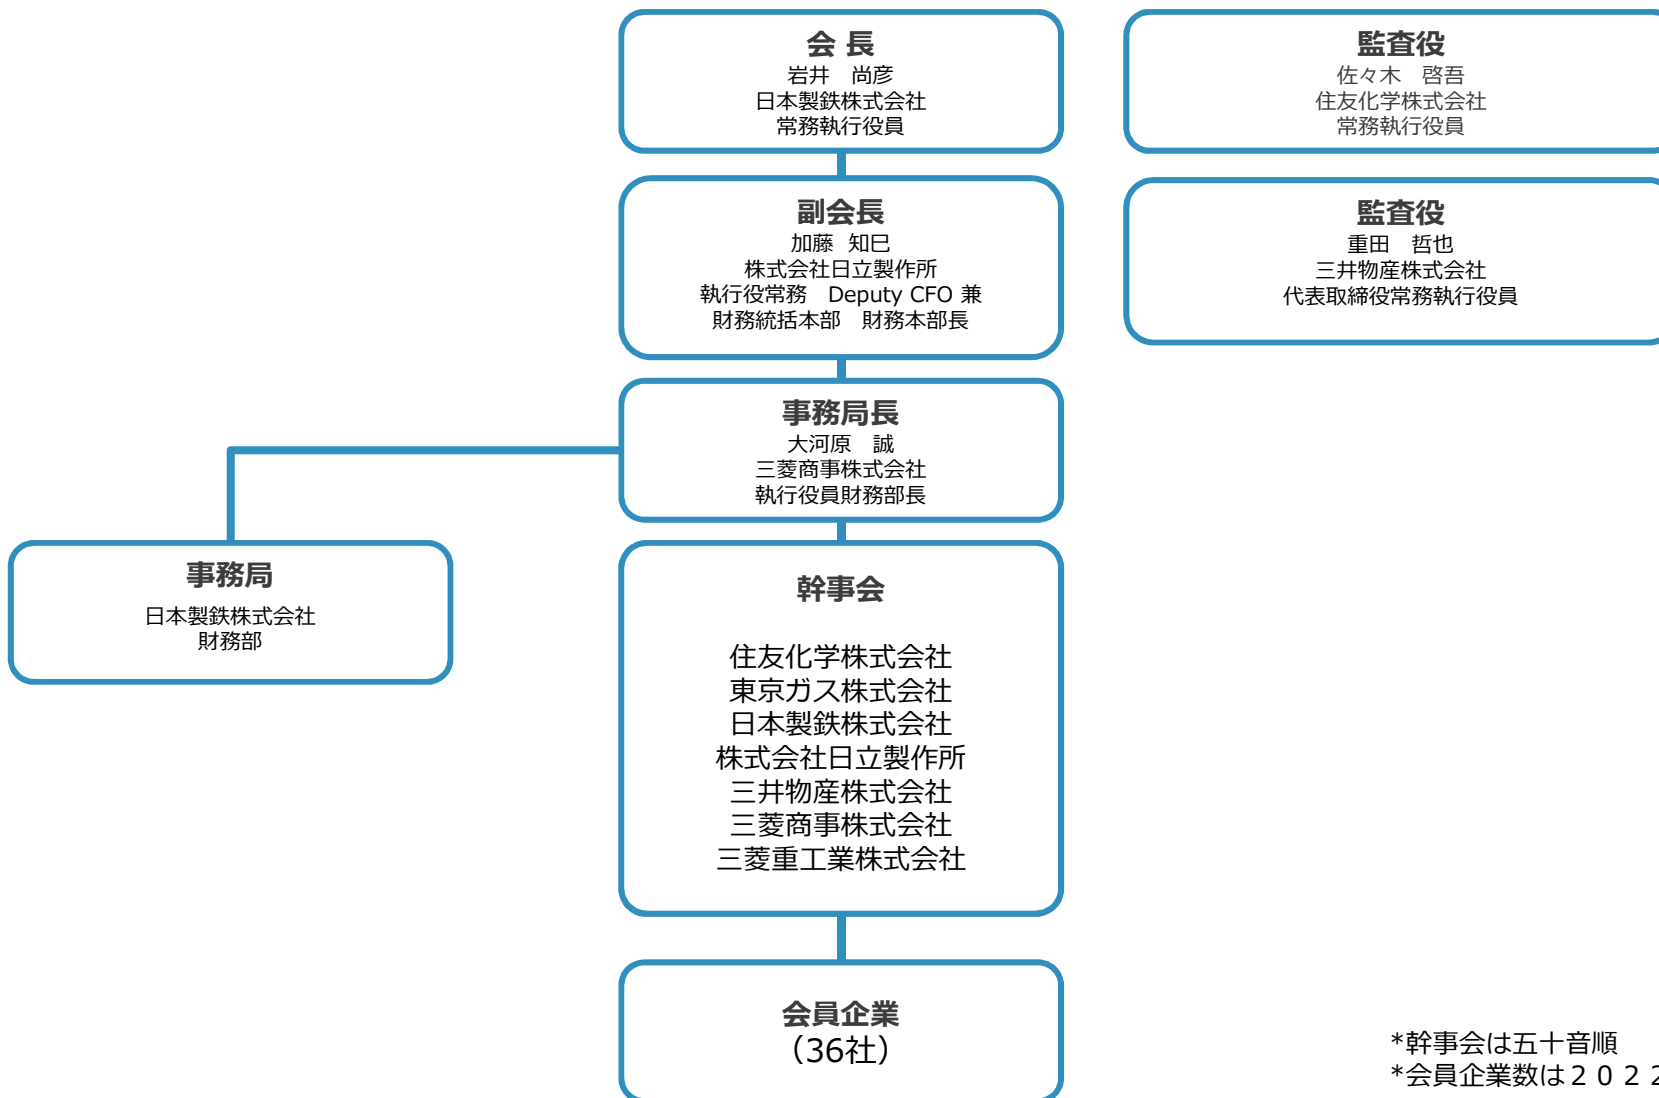 会 長
岩井　尚彦
日本製鉄株式会社
常務執行役員
監査役
佐々木　啓吾
住友化学株式会社
常務執行役員
副会長
加藤 知巳
株式会社日立製作所
執行役常務　Deputy CFO 兼
財務統括本部　財務本部長
監査役
重田　哲也
三井物産株式会社
代表取締役常務執行役員
事務局長
大河原　誠
三菱商事株式会社
執行役員財務部長
事務局
日本製鉄株式会社
財務部
幹事会
住友化学株式会社
東京ガス株式会社
日本製鉄株式会社
株式会社日立製作所
三井物産株式会社
三菱商事株式会社
三菱重工業株式会社
会員企業
（36社）
*幹事会は五十音順
*会員企業数は２０２２